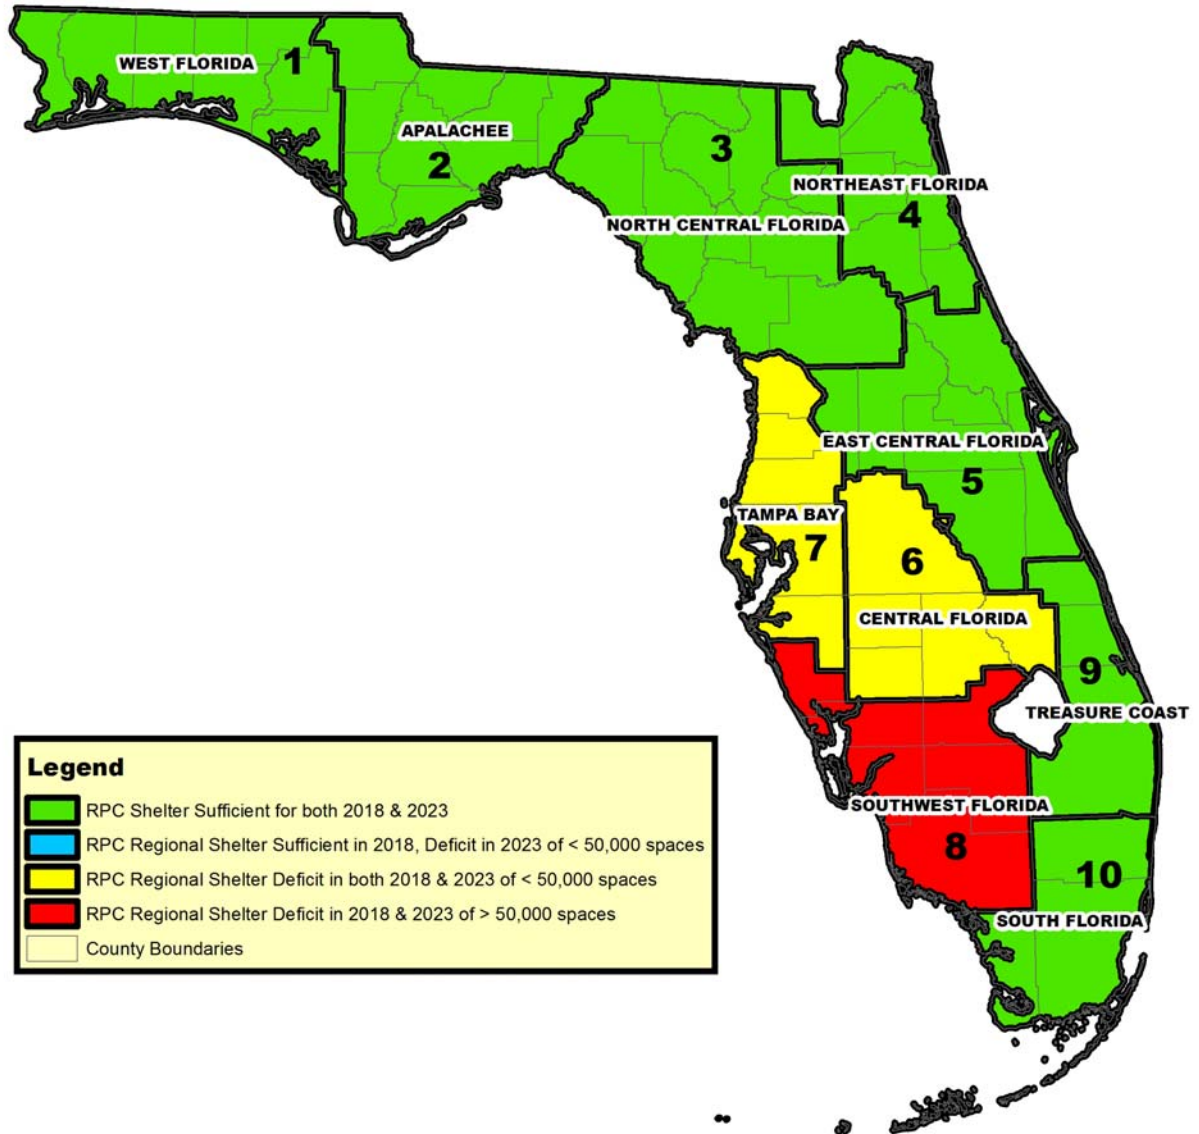 WEST FLORIDA
1
APALACHEE
2
3
NORTH CENTRAL FLORIDA
NORTHEAST FLORIDA
4
EAST CENTRAL FLORIDA
5
TAMPA BAY
7
6
CENTRAL FLORIDA
9
TREASURE COAST
SOUTHWEST FLORIDA
8
10
SOUTH FLORIDA
Legend
RPC Shelter Sufficient for both 2018 & 2023
RPC Regional Shelter Sufficient in 2018, Deficit in 2023 of < 50,000 spaces
RPC Regional Shelter Deficit in both 2018 & 2023 of < 50,000 spaces
RPC Regional Shelter Deficit in 2018 & 2023 of > 50,000 spaces
County Boundaries